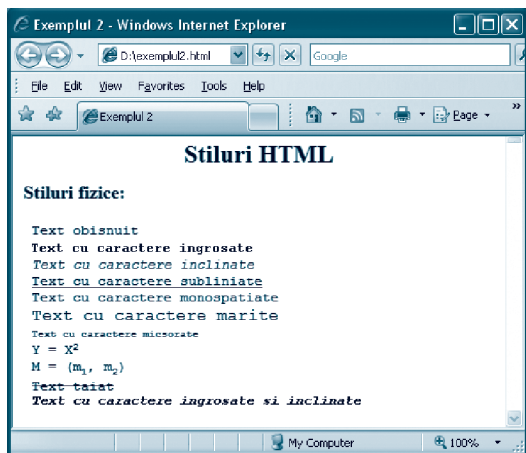 Exemplul 2 - Windows Internet Explorer
D:\exemplul2.html
Google
File Edit View Favorites Tools Help
Exemplul 2
Page
Stiluri HTML
Stiluri fizice:
Text obisnuit
Text cu caractere ingrosate
Text cu caractere inclinate
Text cu caractere subliniate
Text cu caractere monospatiate
Text cu caractere marite
Text cu caractere micsorate
Y = X²
M = (m₁, m₂)
Text taiat
Text cu caractere ingrosate si inclinate
My Computer
100%